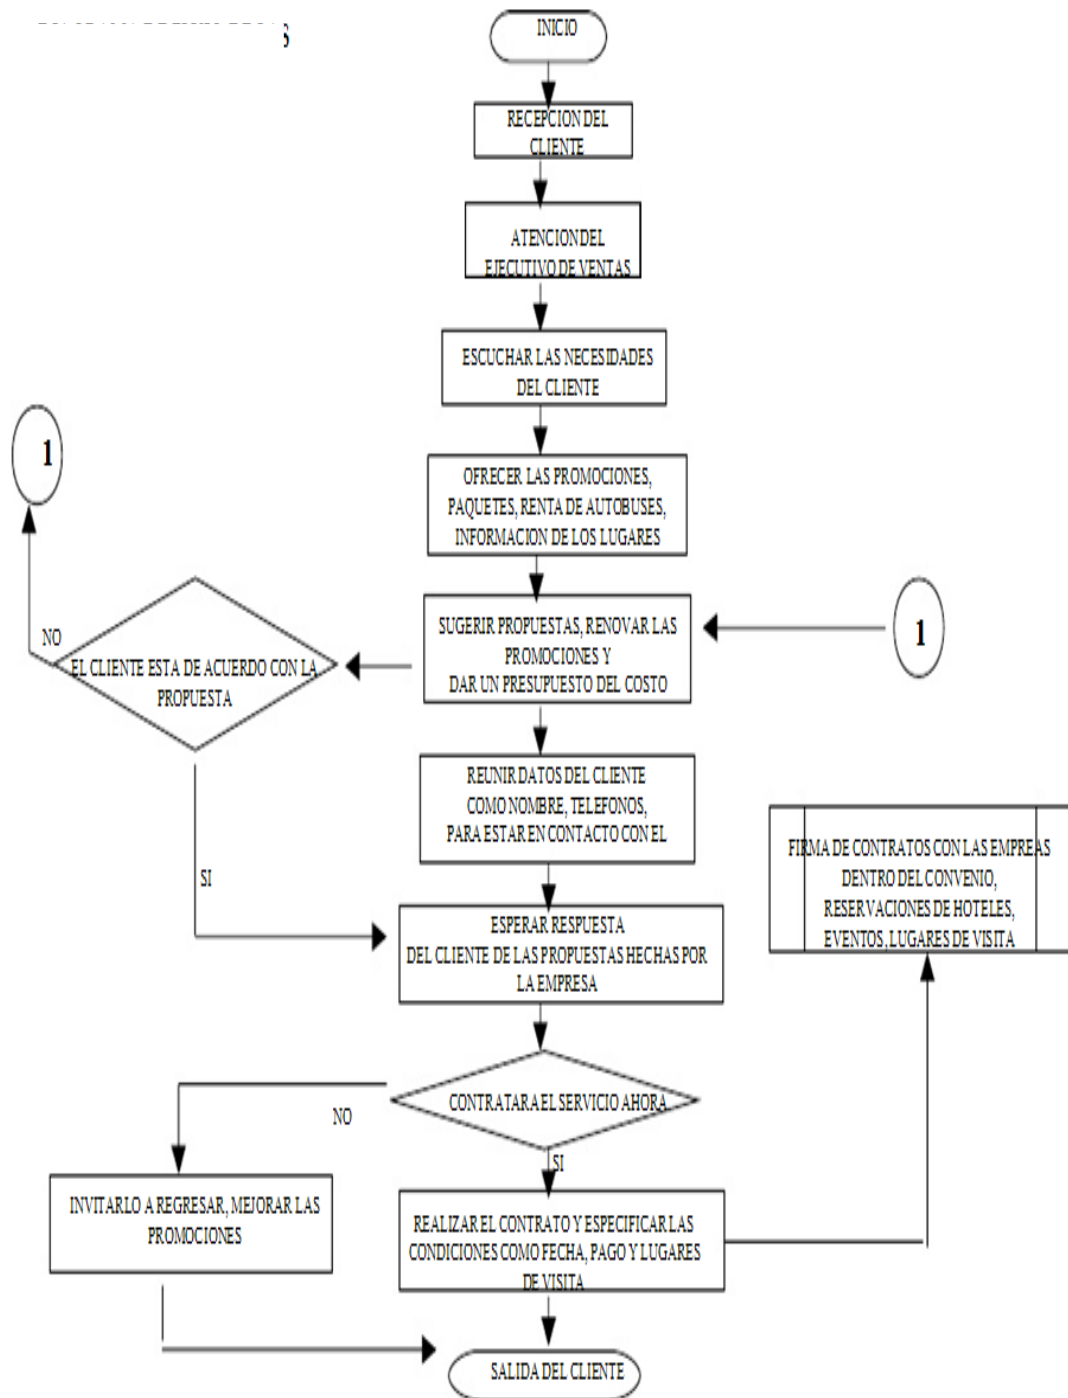 S
INICIO
RECEPCION DEL
CLIENTE
ATENCION DEL
EJECUTIVO DE VENTAS
ESCUCHAR LAS NECESIDADES
DEL CLIENTE
1
OFRECER LAS PROMOCIONES,
PAQUETES, RENTA DE AUTOBUSES,
INFORMACION DE LOS LUGARES
1
SUGERIR PROPUESTAS, RENOVAR LAS
PROMOCIONES Y
DAR UN PRESUPUESTO DEL COSTO
NO
EL CLIENTE ESTA DE ACUERDO CON LA
PROPUESTA
REUNIR DATOS DEL CLIENTE
COMO NOMBRE, TELEFONOS,
PARA ESTAR EN CONTACTO CON EL
SI
FIRMA DE CONTRATOS CON LAS EMPREAS
DENTRO DEL CONVENIO,
RESERVACIONES DE HOTELES,
EVENTOS, LUGARES DE VISITA
ESPERAR RESPUESTA
DEL CLIENTE DE LAS PROPUESTAS HECHAS POR
LA EMPRESA
CONTRATARA EL SERVICIO AHORA
NO
SI
INVITARLO A REGRESAR, MEJORAR LAS
PROMOCIONES
REALIZAR EL CONTRATO Y ESPECIFICAR LAS
CONDICIONES COMO FECHA, PAGO Y LUGARES
DE VISITA
SALIDA DEL CLIENTE